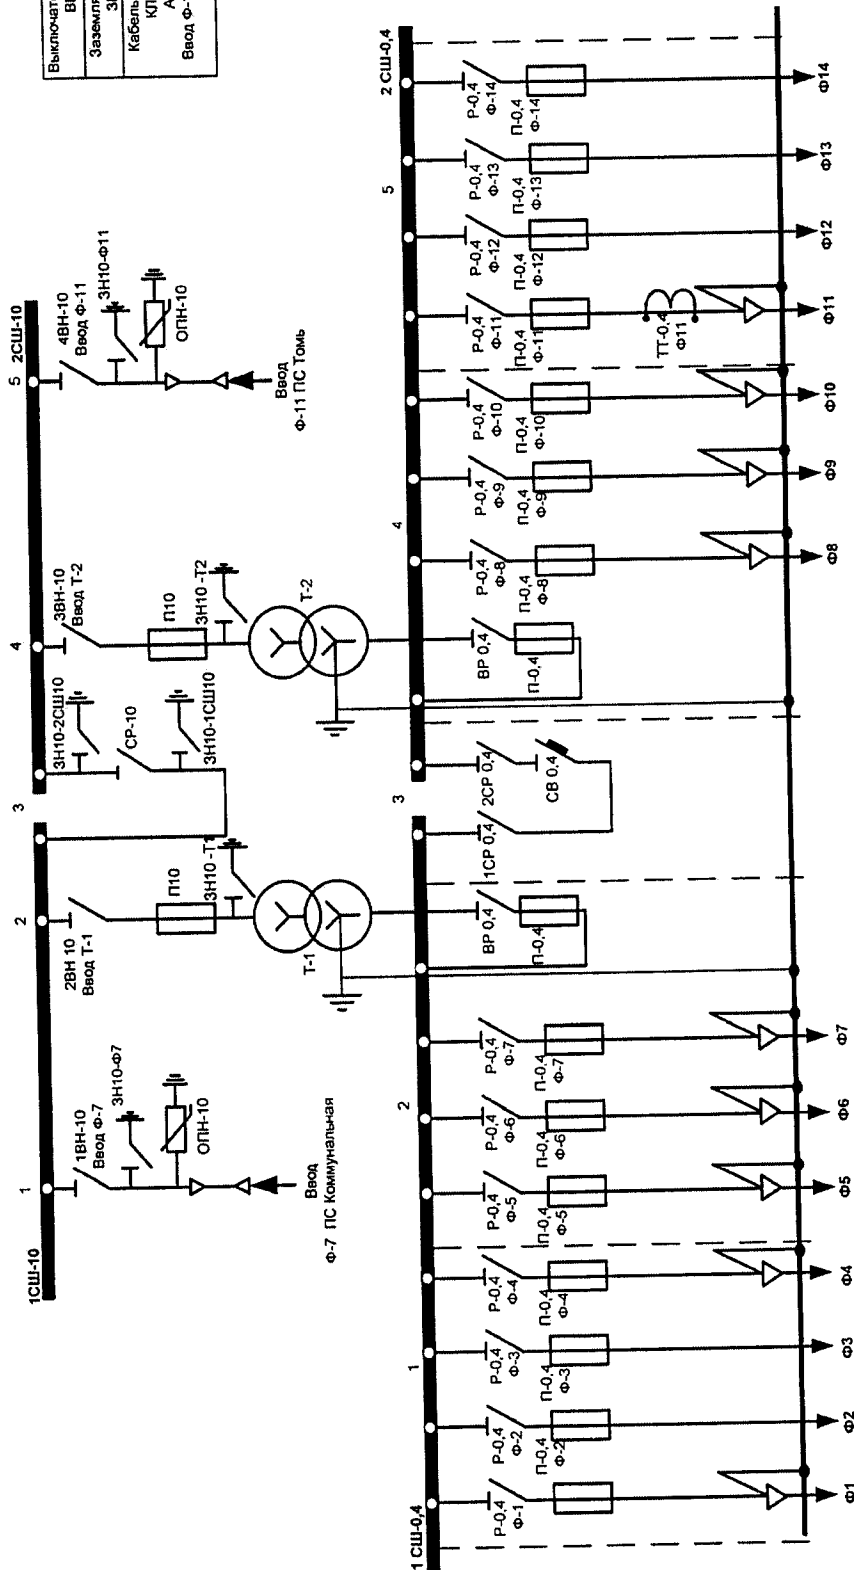 Выключат
Заземля
Кабель
Ввод Ф-
1СШ-10
1
1ВН-10
Ввод Ф-7
ЗН10-Ф7
ОПН-10
Ввод
Ф-7 ПС Коммунальная
2
2ВН 10
Ввод Т-1
П10
ЗН10 -Т1
Т-1
3
ЗН10-2СШ10
СР-10
ЗН10-1СШ10
4
3ВН-10
Ввод Т-2
П10
ЗН10 -Т2
Т-2
5
2СШ-10
4ВН-10
Ввод Ф-11
ЗН10-Ф11
ОПН-10
Ввод
Ф-11 ПС Томь
1 СШ-0,4
1
2
3
4
5
2 СШ-0,4
Р-0,4
Ф-1
Р-0,4
Ф-2
П-0,4
Ф-2
Р-0,4
Ф-3
П-0,4
Ф-3
Р-0,4
Ф-4
П-0,4
Ф-4
Р-0,4
Ф-5
П-0,4
Ф-5
Р-0,4
Ф-6
П-0,4
Ф-6
Р-0,4
Ф-7
П-0,4
Ф-7
ВР 0,4
П-0,4
1СР 0,4
2СР 0,4
СВ 0,4
ВР 0,4
П-0,4
Р-0,4
Ф-8
П-0,4
Ф-8
Р-0,4
Ф-9
П-0,4
Ф-9
Р-0,4
Ф-10
П-0,4
Ф-10
Р-0,4
Ф-11
П-0,4
Ф-11
ТТ-0,4
Ф11
Р-0,4
Ф-12
П-0,4
Ф-12
Р-0,4
Ф-13
П-0,4
Ф-13
Р-0,4
Ф-14
П-0,4
Ф-14
Ф1
Ф2
Ф3
Ф4
Ф5
Ф6
Ф7
Ф8
Ф9
Ф10
Ф11
Ф12
Ф13
Ф14